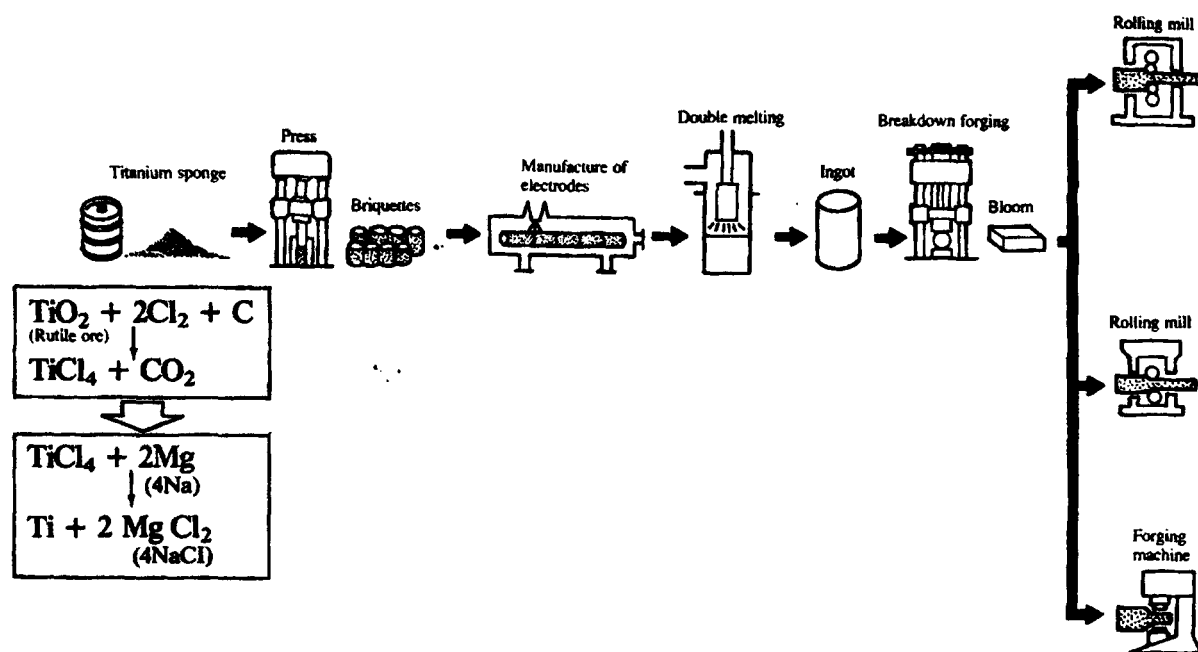 Rolling mill
Double melting
Breakdown forging
Press
Manufacture of
electrodes
Titanium sponge
Ingot
Briquettes
Bloom
TiO2 + 2Cl2 + C
(Rutile ore)
TiCl4 + CO2
Rolling mill
TiCl4 + 2Mg
(4Na)
Ti + 2 Mg Cl2
(4NaCl)
Forging
machine